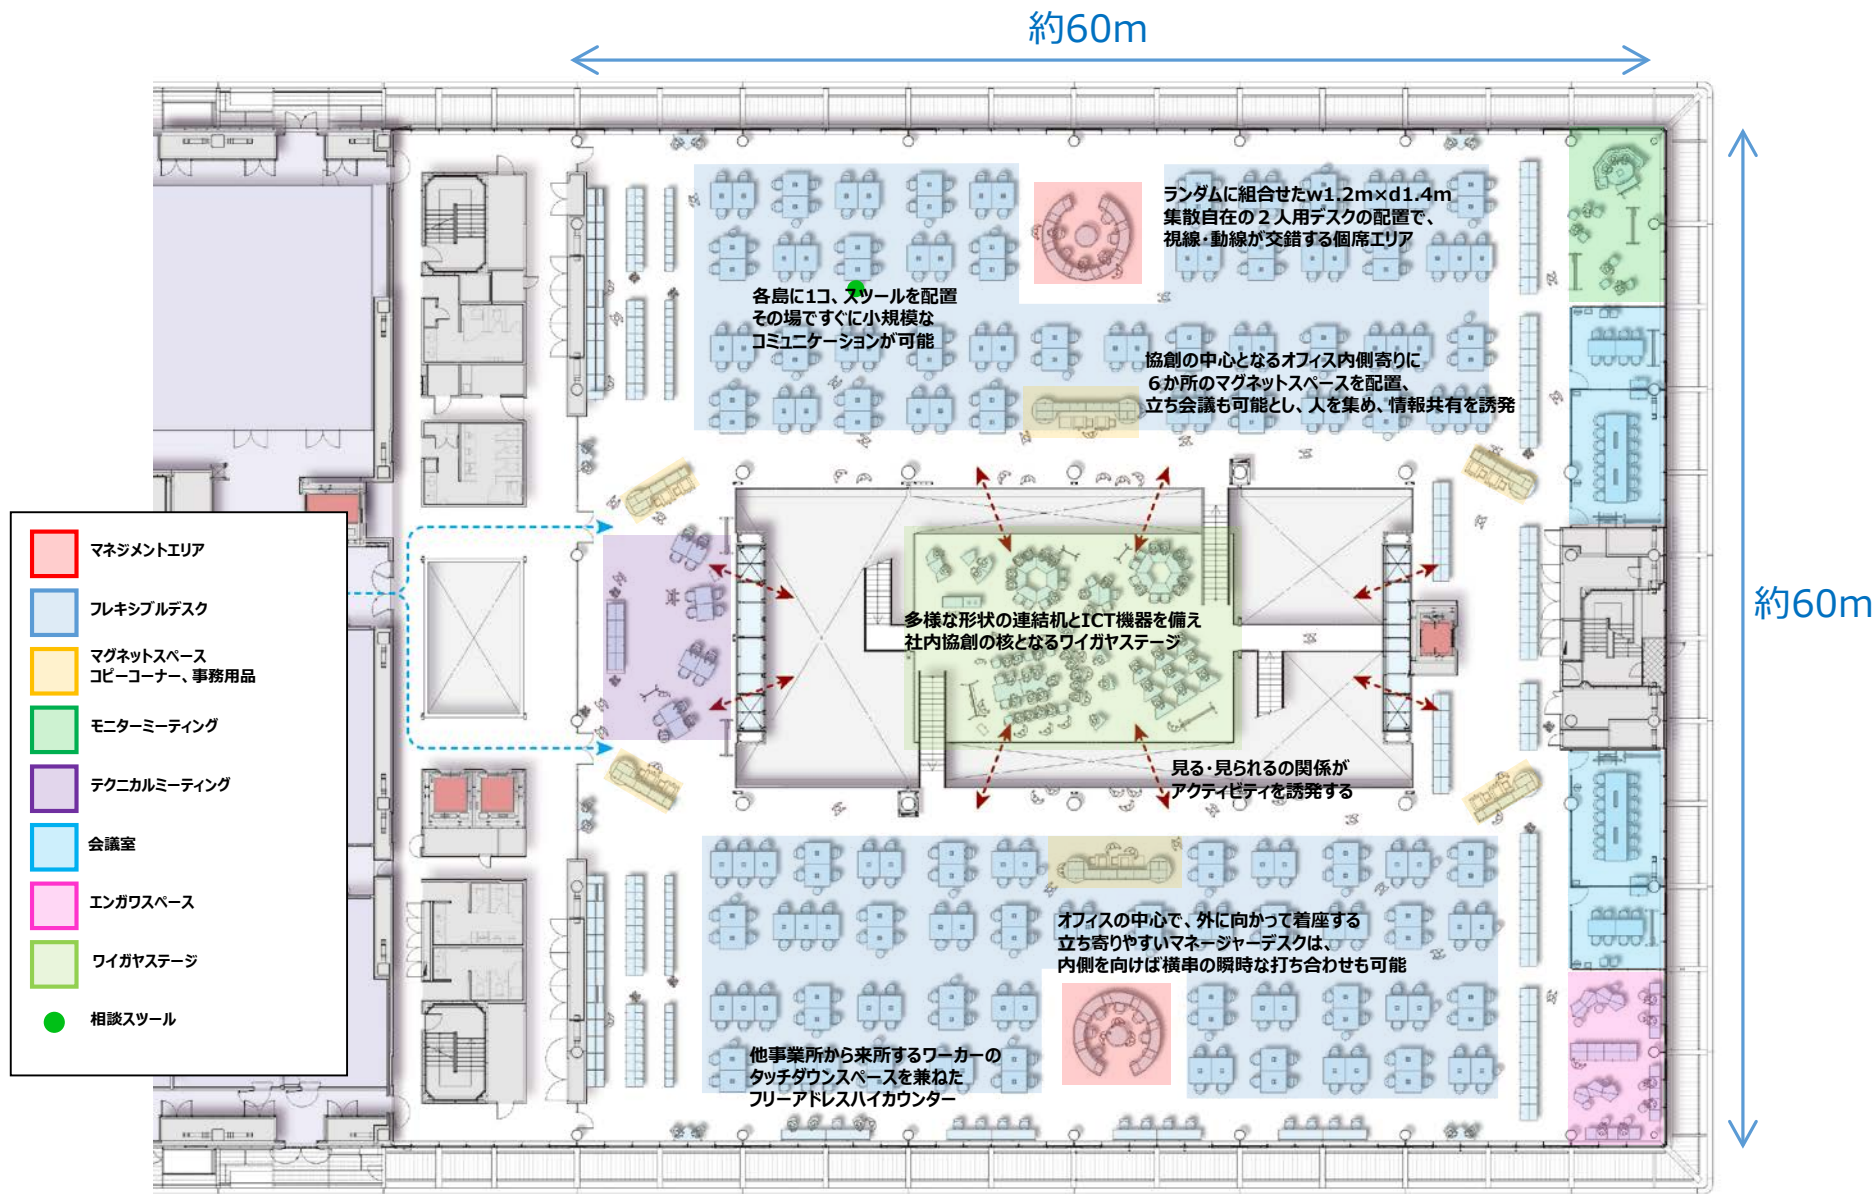 約60m
約60m
ランダムに組合せたw1.2m×d1.4m
集散自在の２人用デスクの配置で、
視線・動線が交錯する個席エリア
各島に1コ、スツールを配置
その場ですぐに小規模な
コミュニケーションが可能
協創の中心となるオフィス内側寄りに
６か所のマグネットスペースを配置、
立ち会議も可能とし、人を集め、情報共有を誘発
多様な形状の連結机とICT機器を備え
社内協創の核となるワイガヤステージ
見る・見られるの関係が
アクティビティを誘発する
オフィスの中心で、外に向かって着座する
立ち寄りやすいマネージャーデスクは、
内側を向けば横串の瞬時な打ち合わせも可能
他事業所から来所するワーカーの
タッチダウンスペースを兼ねた
フリーアドレスハイカウンター
マネジメントエリア
フレキシブルデスク
マグネットスペース
コピーコーナー、事務用品
モニターミーティング
テクニカルミーティング
会議室
エンガワスペース
ワイガヤステージ
相談スツール